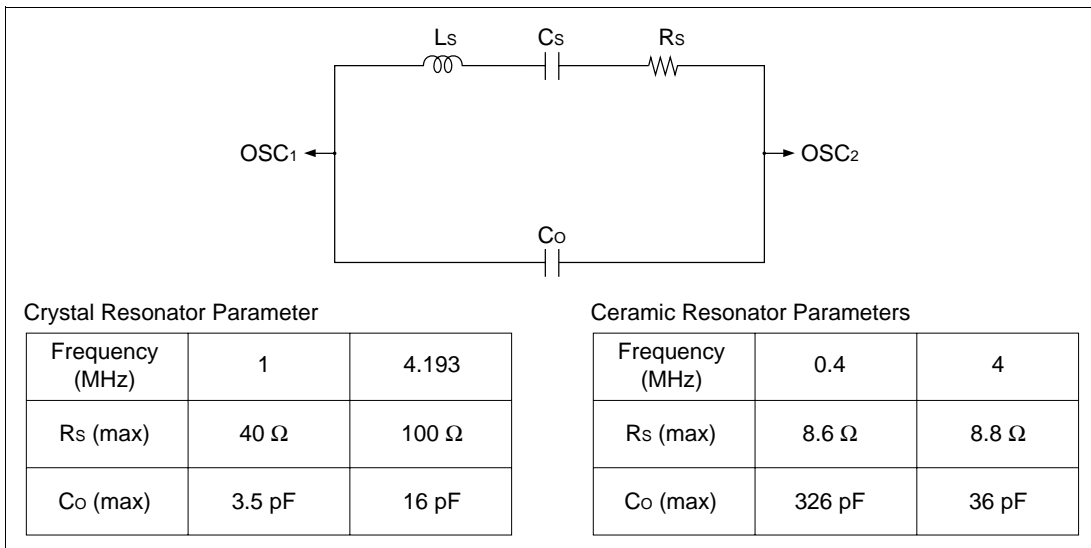 Ls Cs Rs
OSC1 OSC2
Co
Crystal Resonator Parameter
Frequency (MHz) 1 4.193
Rs (max) 40 Ω 100 Ω
Co (max) 3.5 pF 16 pF
Ceramic Resonator Parameters
Frequency (MHz) 0.4 4
Rs (max) 8.6 Ω 8.8 Ω
Co (max) 326 pF 36 pF